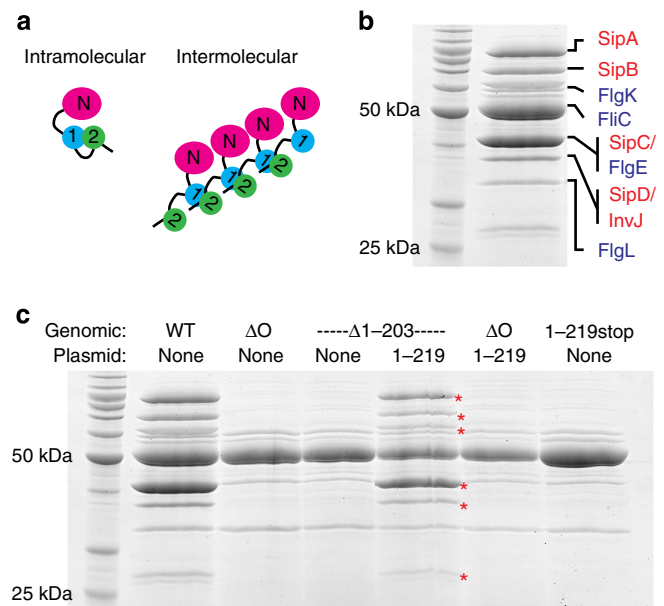 a
Intramolecular
Intermolecular
N
1 2
N
N
N
N
1
1
1
1
2
2
2
2
b
50 kDa
25 kDa
SipA
SipB
FlgK
FliC
SipC/
FlgE
SipD/
InvJ
FlgL
c
Genomic: WT ΔO -----Δ1–203----- ΔO 1–219stop
Plasmid: None None None 1–219 1–219 None
50 kDa
25 kDa
*
*
*
*
*
*